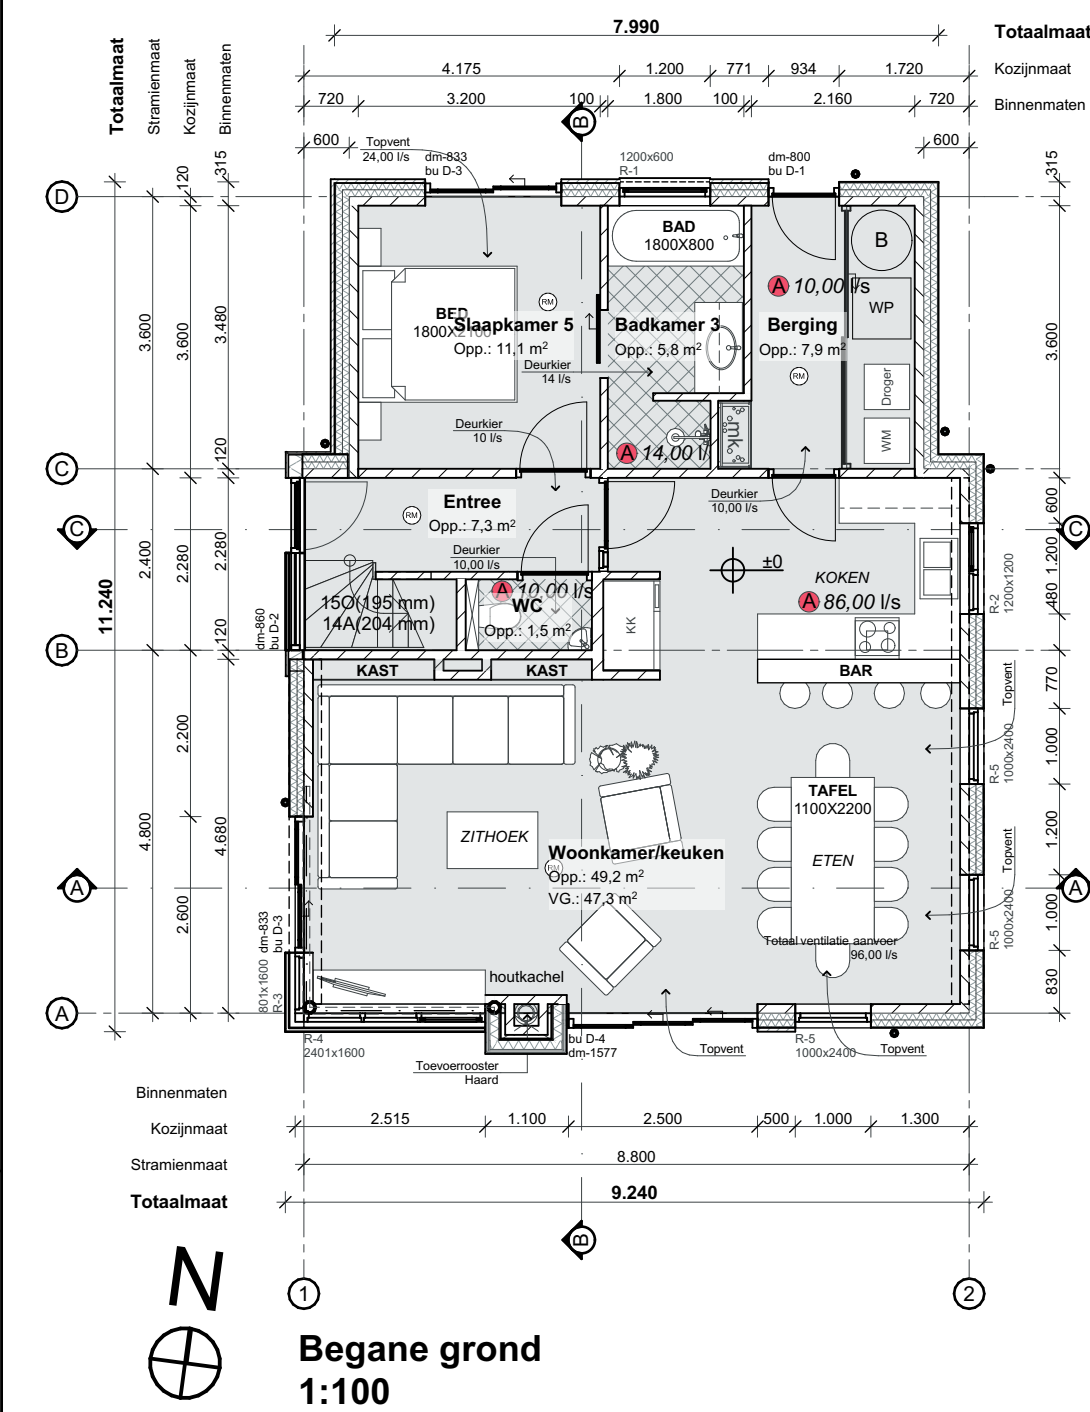 7.990
Totaalmaat
4.175 1.200 771 934 1.720
Kozijnmaat
720 3.200 100 1.800 100 2.160 720
Binnenmaten
600 600
Totaalmaat
Stramienmaat
Kozijnmaat
Binnenmaten
B
Topvent
24,00 l/s
dm-833
bu D-3
1200x600
R-1
dm-800
bu D-1
D
120
315
315
BAD
1800X800
B
WP
A 10,00 l/s
RM
BED
1800X2100
Slaapkamer 5
Opp.: 11,1 m²
Badkamer 3
Opp.: 5,8 m²
Berging
Opp.: 7,9 m²
Deurkier
14 l/s
RM
Droger
WM
mk
Deurkier
10 l/s
A 14,00 l/
3.600
3.600
3.480
120
3.600
C
C
Entree
Opp.: 7,3 m²
RM
Deurkier
10,00 l/s
Deurkier
10,00 l/s
±0
KOKEN
A 86,00 l/s
A 10,00 l/s
WC
Opp.: 1,5 m²
15O(195 mm)
14A(204 mm)
KK
C
600
1.200
480
R-2
1200x1200
11.240
2.400
2.280
2.280
120
dm-860
bu D-2
B
KAST
KAST
BAR
770
Topvent
R-5
1000x2400
1.000
2.200
4.800
4.680
2.600
TAFEL
1100X2200
ZITHOEK
ETEN
Woonkamer/keuken
Opp.: 49,2 m²
VG.: 47,3 m²
RM
1.200
Topvent
A
A
R-5
1000x2400
1.000
830
dm-833
bu D-3
801x1600
R-3
Totaal ventilatie aanvoer
96,00 l/s
houtkachel
A
R-4
2401x1600
bu D-4
dm-1577
Topvent
R-5
1000x2400
Topvent
Toevoerrooster
Haard
Binnenmaten
Kozijnmaat
2.515 1.100 2.500 500 1.000 1.300
Stramienmaat
8.800
Totaalmaat
9.240
B
N
1
2
Begane grond
1:100